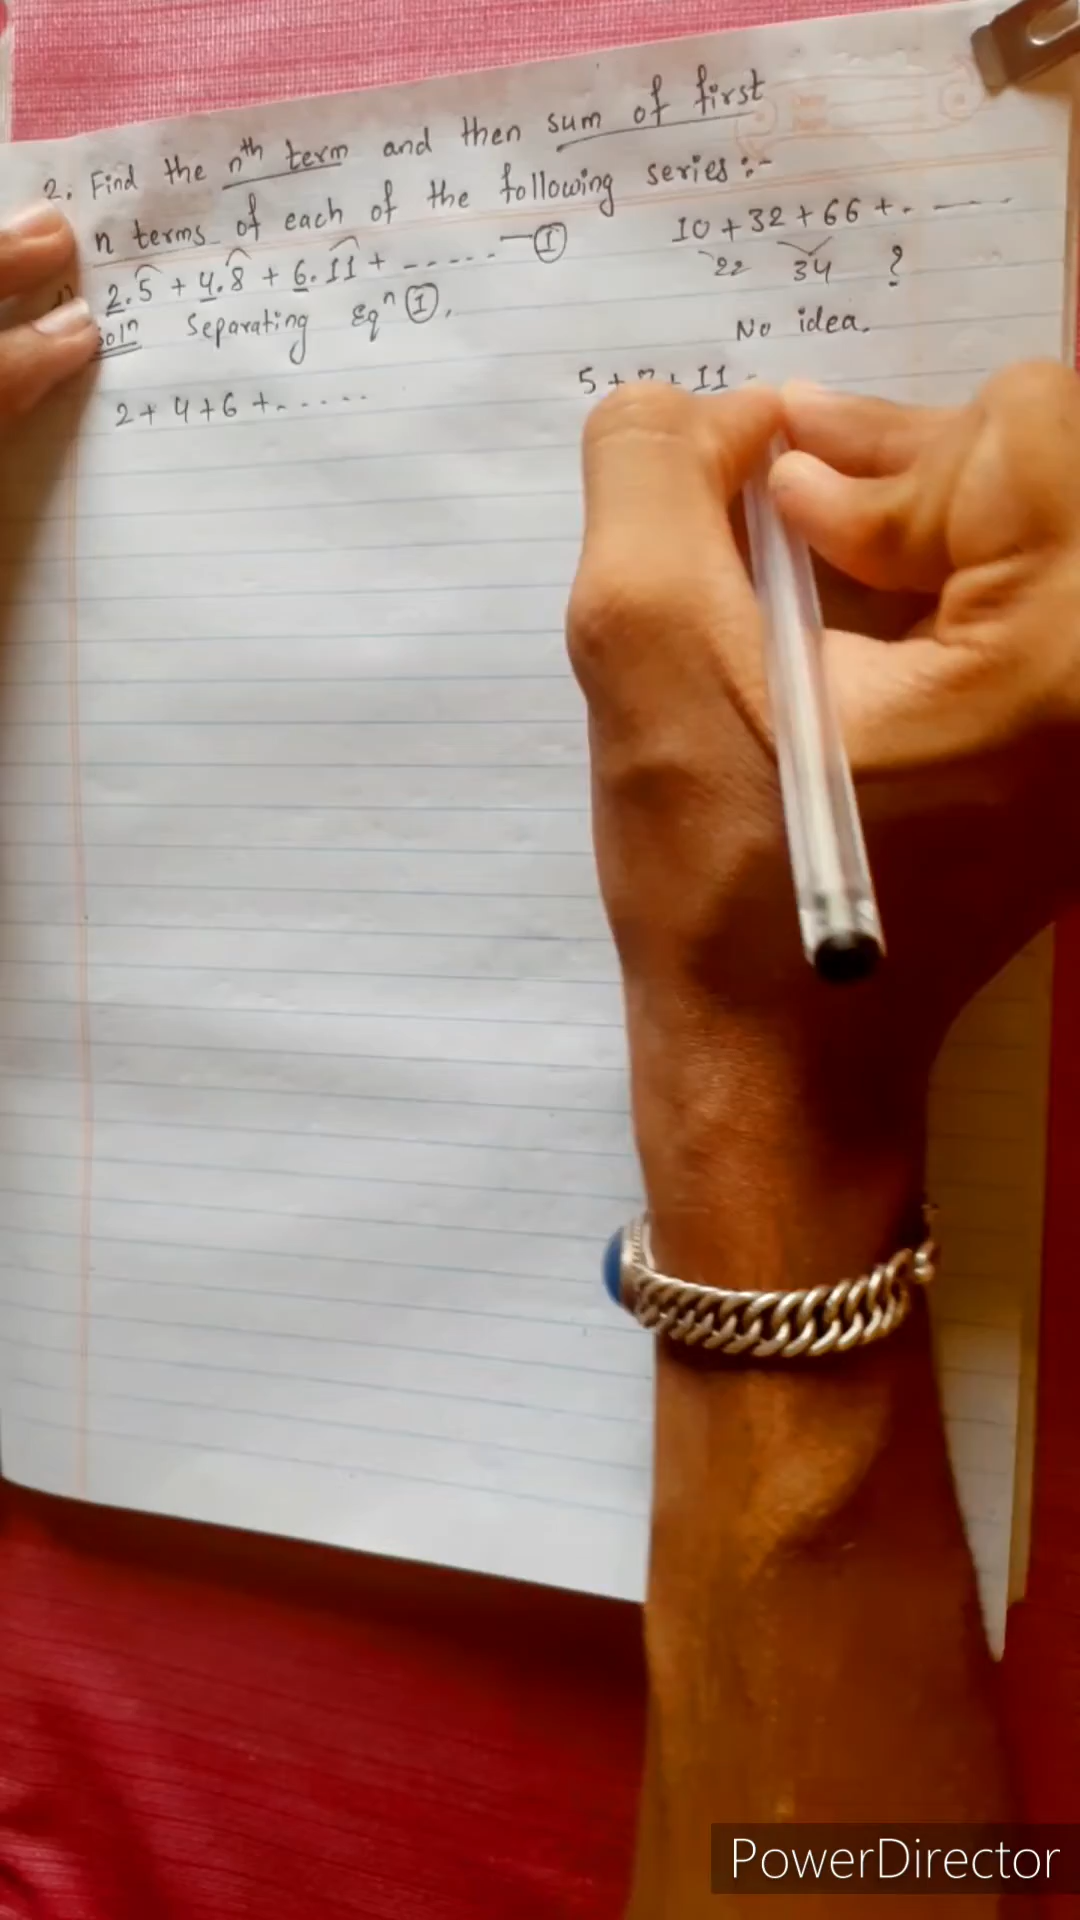 2. Find the nth term and then sum of first
n terms of each of the following series :-
2.5 + 4.8 + 6.11 + ...... — (I)
10 + 32 + 66 + . ----
22 34 ?
Soln Separating Eqn (I),
No idea.
2 + 4 + 6 + ......
5 + + 11
PowerDirector